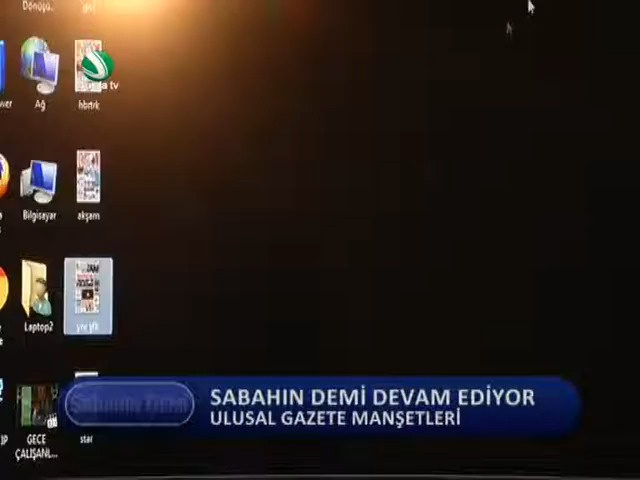 Dönüşü..
Ağ
hbrtrk
Bilgisayar
akşam
Laptop2
star
GECE
ÇALIŞANL...
SABAHIN DEMİ DEVAM EDİYOR
ULUSAL GAZETE MANŞETLERİ